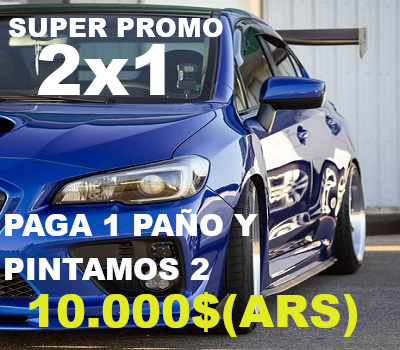 SUPER PROMO
2x1
PAGA 1 PAÑO Y
PINTAMOS 2
10.000$(ARS)